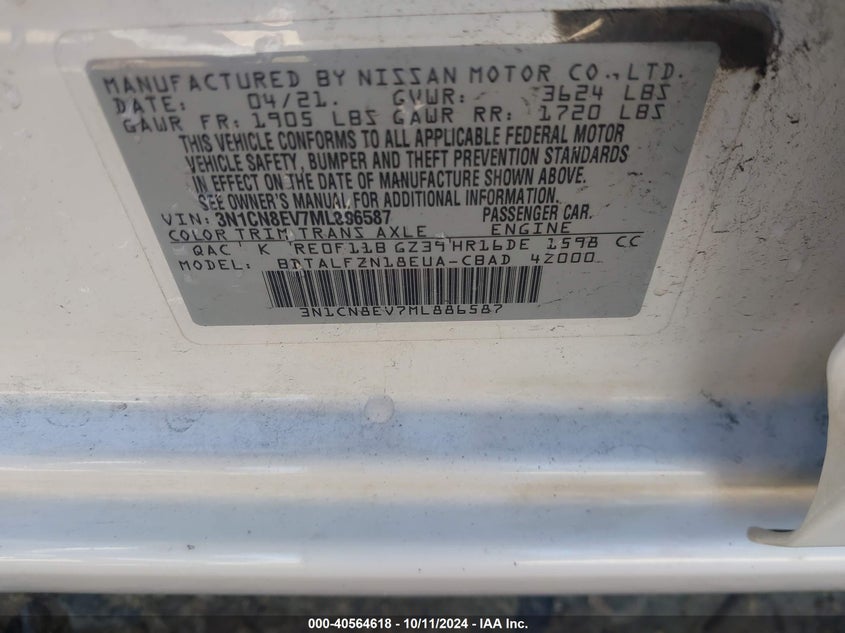 MANUFACTURED BY NISSAN MOTOR CO., LTD.
DATE: 04/21. GVWR: 3624 LBS
GAWR FR: 1905 LBS GAWR RR: 1720 LBS
THIS VEHICLE CONFORMS TO ALL APPLICABLE FEDERAL MOTOR
VEHICLE SAFETY, BUMPER AND THEFT PREVENTION STANDARDS
IN EFFECT ON THE DATE OF MANUFACTURE SHOWN ABOVE.
SEE OWNER'S MANUAL FOR ADDITIONAL INFORMATION.
VIN: 3N1CN8EV7ML886587 PASSENGER CAR.
COLOR TRIM TRANS AXLE ENGINE
QAC K RE0F11B GZ39 HR16DE 1598 CC
MODEL: BDTALFZN18EUA-CBAD 4Z000
3N1CN8EV7ML886587
000-40564618 | 10/11/2024 - Copyright © IAA, Inc.